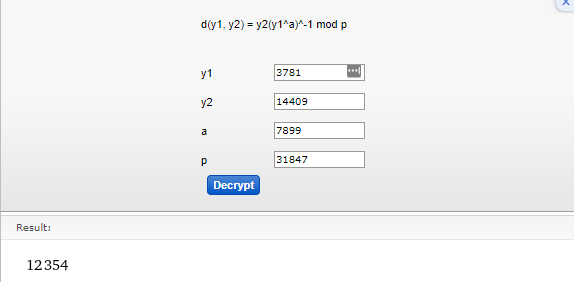 d(y1, y2) = y2(y1^a)^-1 mod p
y1 3781
y2 14409
a 7899
p 31847
Decrypt
Result:
12354